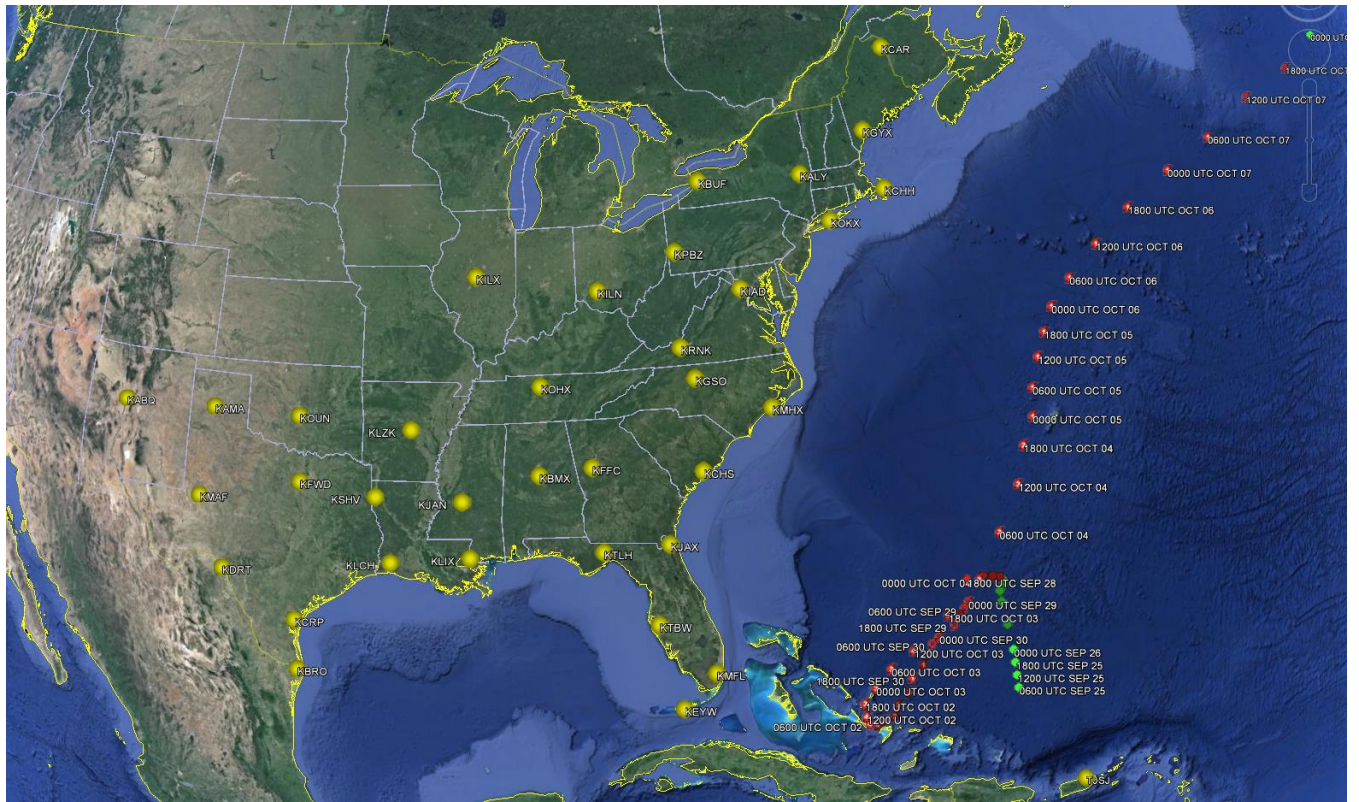 KCAR
0000 UTC
1800 UTC OCT
1200 UTC OCT 07
KGYX
0600 UTC OCT 07
KALY
KBUF
KCHH
0000 UTC OCT 07
1800 UTC OCT 06
KOKX
KPBZ
1200 UTC OCT 06
KILX
KILN
KIAD
0600 UTC OCT 06
0000 UTC OCT 06
1800 UTC OCT 05
KRNK
1200 UTC OCT 05
KOHX
KGSO
0600 UTC OCT 05
KABQ
KAMA
KOUN
KMHX
0000 UTC OCT 05
KLZK
1800 UTC OCT 04
KBMX
KFFC
KCHS
KFWD
1200 UTC OCT 04
KMAF
KSHV
KJAN
0600 UTC OCT 04
KDRT
KLCH
KLIX
KTLH
KJAX
0000 UTC OCT 04
1800 UTC SEP 28
0000 UTC SEP 29
0600 UTC SEP 29
1800 UTC OCT 03
KCRP
KTBW
1800 UTC SEP 29
0000 UTC SEP 30
0600 UTC SEP 30
1200 UTC OCT 03
0000 UTC SEP 26
1800 UTC SEP 25
KBRO
KMFL
0600 UTC OCT 03
1200 UTC SEP 25
1800 UTC SEP 30
0000 UTC OCT 03
0600 UTC SEP 25
KEYW
1800 UTC OCT 02
1200 UTC OCT 02
0600 UTC OCT 02
TJSJ